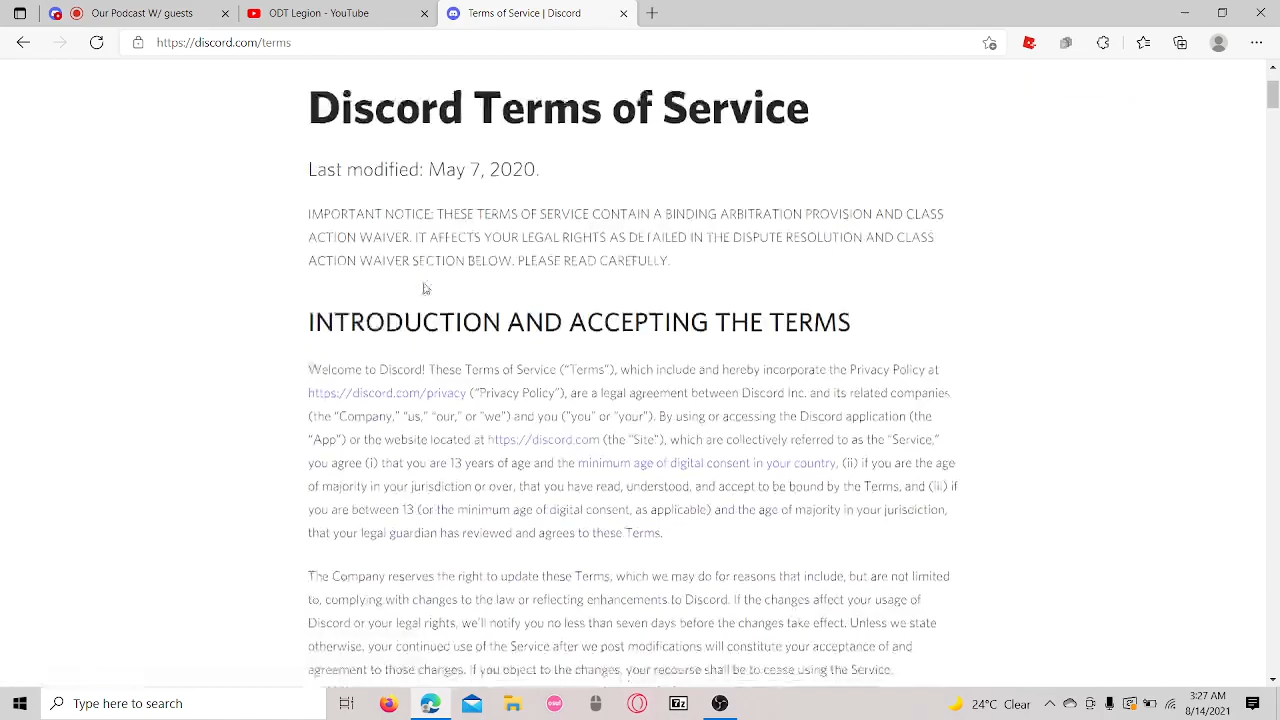 Our Podcast W/ guests
ODT Legion - YouTube
Terms of Service | Discord
https://discord.com/terms
Discord Terms of Service
Last modified: May 7, 2020.
IMPORTANT NOTICE: THESE TERMS OF SERVICE CONTAIN A BINDING ARBITRATION PROVISION AND CLASS
ACTION WAIVER. IT AFFECTS YOUR LEGAL RIGHTS AS DETAILED IN THE DISPUTE RESOLUTION AND CLASS
ACTION WAIVER SECTION BELOW. PLEASE READ CAREFULLY.
INTRODUCTION AND ACCEPTING THE TERMS
Welcome to Discord! These Terms of Service (“Terms”), which include and hereby incorporate the Privacy Policy at
https://discord.com/privacy (“Privacy Policy”), are a legal agreement between Discord Inc. and its related companies
(the “Company,” “us,” “our,” or “we”) and you (“you” or “your”). By using or accessing the Discord application (the
“App”) or the website located at https://discord.com (the “Site”), which are collectively referred to as the “Service,”
you agree (i) that you are 13 years of age and the minimum age of digital consent in your country, (ii) if you are the age
of majority in your jurisdiction or over, that you have read, understood, and accept to be bound by the Terms, and (iii) if
you are between 13 (or the minimum age of digital consent, as applicable) and the age of majority in your jurisdiction,
that your legal guardian has reviewed and agrees to these Terms.
The Company reserves the right to update these Terms, which we may do for reasons that include, but are not limited
to, complying with changes to the law or reflecting enhancements to Discord. If the changes affect your usage of
Discord or your legal rights, we’ll notify you no less than seven days before the changes take effect. Unless we state
otherwise, your continued use of the Service after we post modifications will constitute your acceptance of and
agreement to those changes. If you object to the changes, your recourse shall be to cease using the Service.
Type here to search
osu!
7z
24°C Clear
3:27 AM
8/14/2021